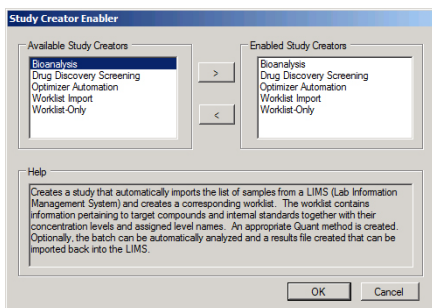 Study Creator Enabler
Available Study Creators
Bioanalysis
Drug Discovery Screening
Optimizer Automation
Worklist Import
Worklist-Only
>
<
Enabled Study Creators
Bioanalysis
Drug Discovery Screening
Optimizer Automation
Worklist Import
Worklist-Only
Help
Creates a study that automatically imports the list of samples from a LIMS (Lab Information
Management System) and creates a corresponding worklist. The worklist contains
information pertaining to target compounds and internal standards together with their
concentration levels and assigned level names. An appropriate Quant method is created.
Optionally, the batch can be automatically analyzed and a results file created that can be
imported back into the LIMS.
OK
Cancel